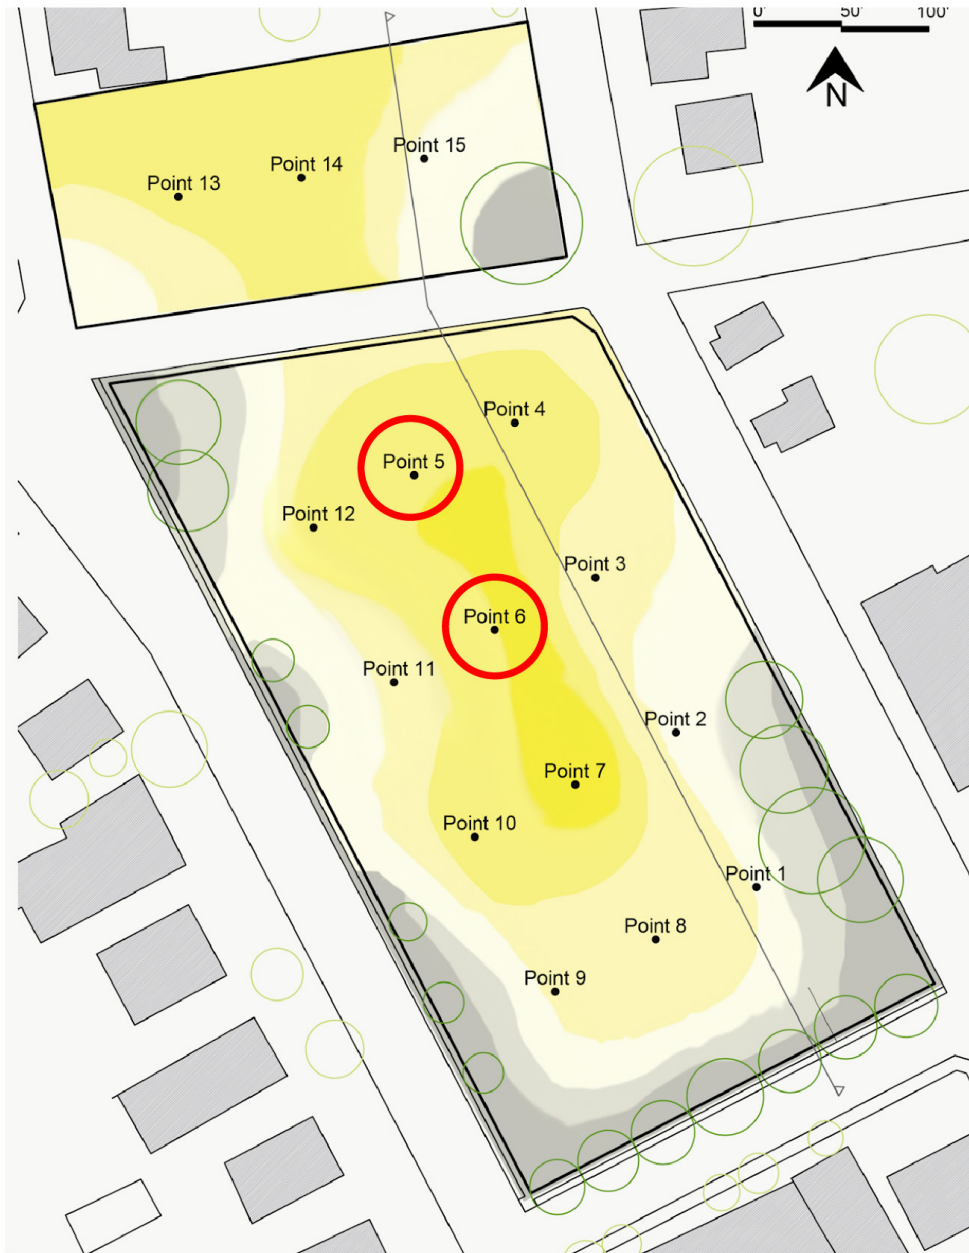 0' 50' 100'
N
Point 15
Point 14
Point 13
Point 4
Point 5
Point 12
Point 3
Point 6
Point 11
Point 2
Point 7
Point 10
Point 1
Point 8
Point 9